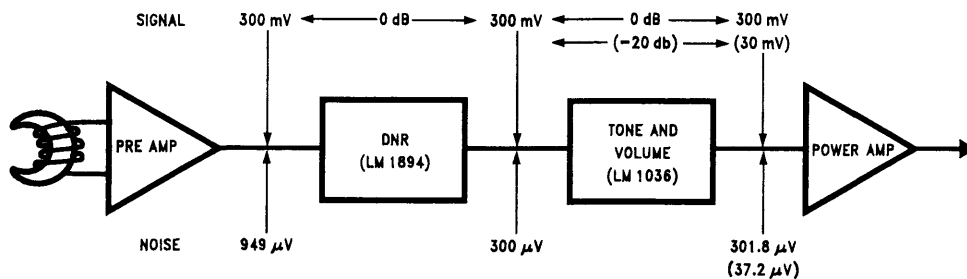 SIGNAL 300 mV 0 dB 300 mV 0 dB 300 mV
(-20 db) (30 mV)
PRE AMP
DNR
(LM 1894)
TONE AND
VOLUME
(LM 1036)
POWER AMP
NOISE 949 μV 300 μV 301.8 μV
(37.2 μV)